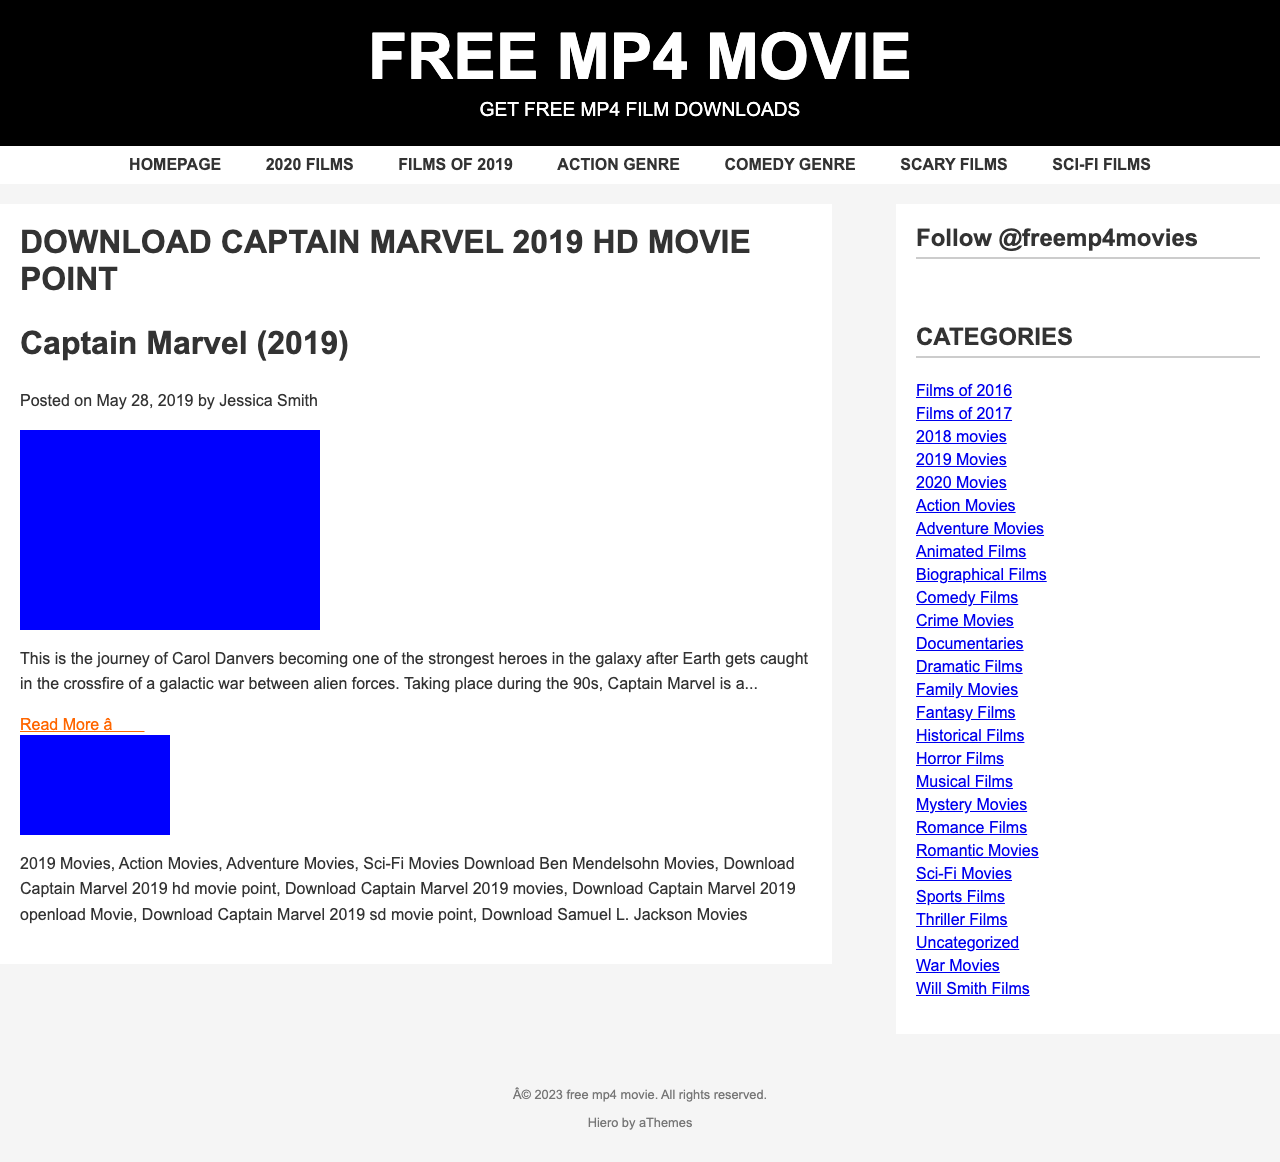 FREE MP4 MOVIE
GET FREE MP4 FILM DOWNLOADS
HOMEPAGE 2020 FILMS FILMS OF 2019 ACTION GENRE COMEDY GENRE SCARY FILMS SCI-FI FILMS
DOWNLOAD CAPTAIN MARVEL 2019 HD MOVIE
POINT
Captain Marvel (2019)
Posted on May 28, 2019 by Jessica Smith
This is the journey of Carol Danvers becoming one of the strongest heroes in the galaxy after Earth gets caught
in the crossfire of a galactic war between alien forces. Taking place during the 90s, Captain Marvel is a...
Read More â
2019 Movies, Action Movies, Adventure Movies, Sci-Fi Movies Download Ben Mendelsohn Movies, Download
Captain Marvel 2019 hd movie point, Download Captain Marvel 2019 movies, Download Captain Marvel 2019
openload Movie, Download Captain Marvel 2019 sd movie point, Download Samuel L. Jackson Movies
Follow @freemp4movies
CATEGORIES
Films of 2016
Films of 2017
2018 movies
2019 Movies
2020 Movies
Action Movies
Adventure Movies
Animated Films
Biographical Films
Comedy Films
Crime Movies
Documentaries
Dramatic Films
Family Movies
Fantasy Films
Historical Films
Horror Films
Musical Films
Mystery Movies
Romance Films
Romantic Movies
Sci-Fi Movies
Sports Films
Thriller Films
Uncategorized
War Movies
Will Smith Films
Â© 2023 free mp4 movie. All rights reserved.
Hiero by aThemes